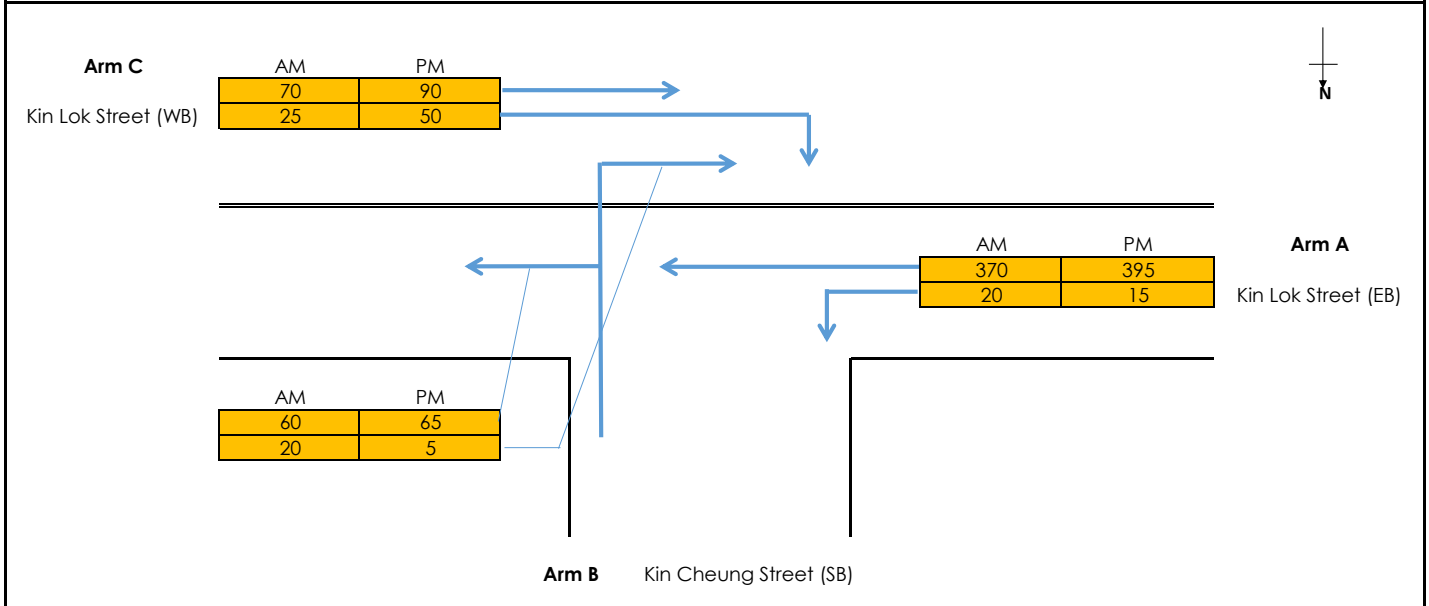 Arm C AM PM
70 90
Kin Lok Street (WB) 25 50
N
AM PM Arm A
370 395
20 15 Kin Lok Street (EB)
AM PM
60 65
20 5
Arm B Kin Cheung Street (SB)